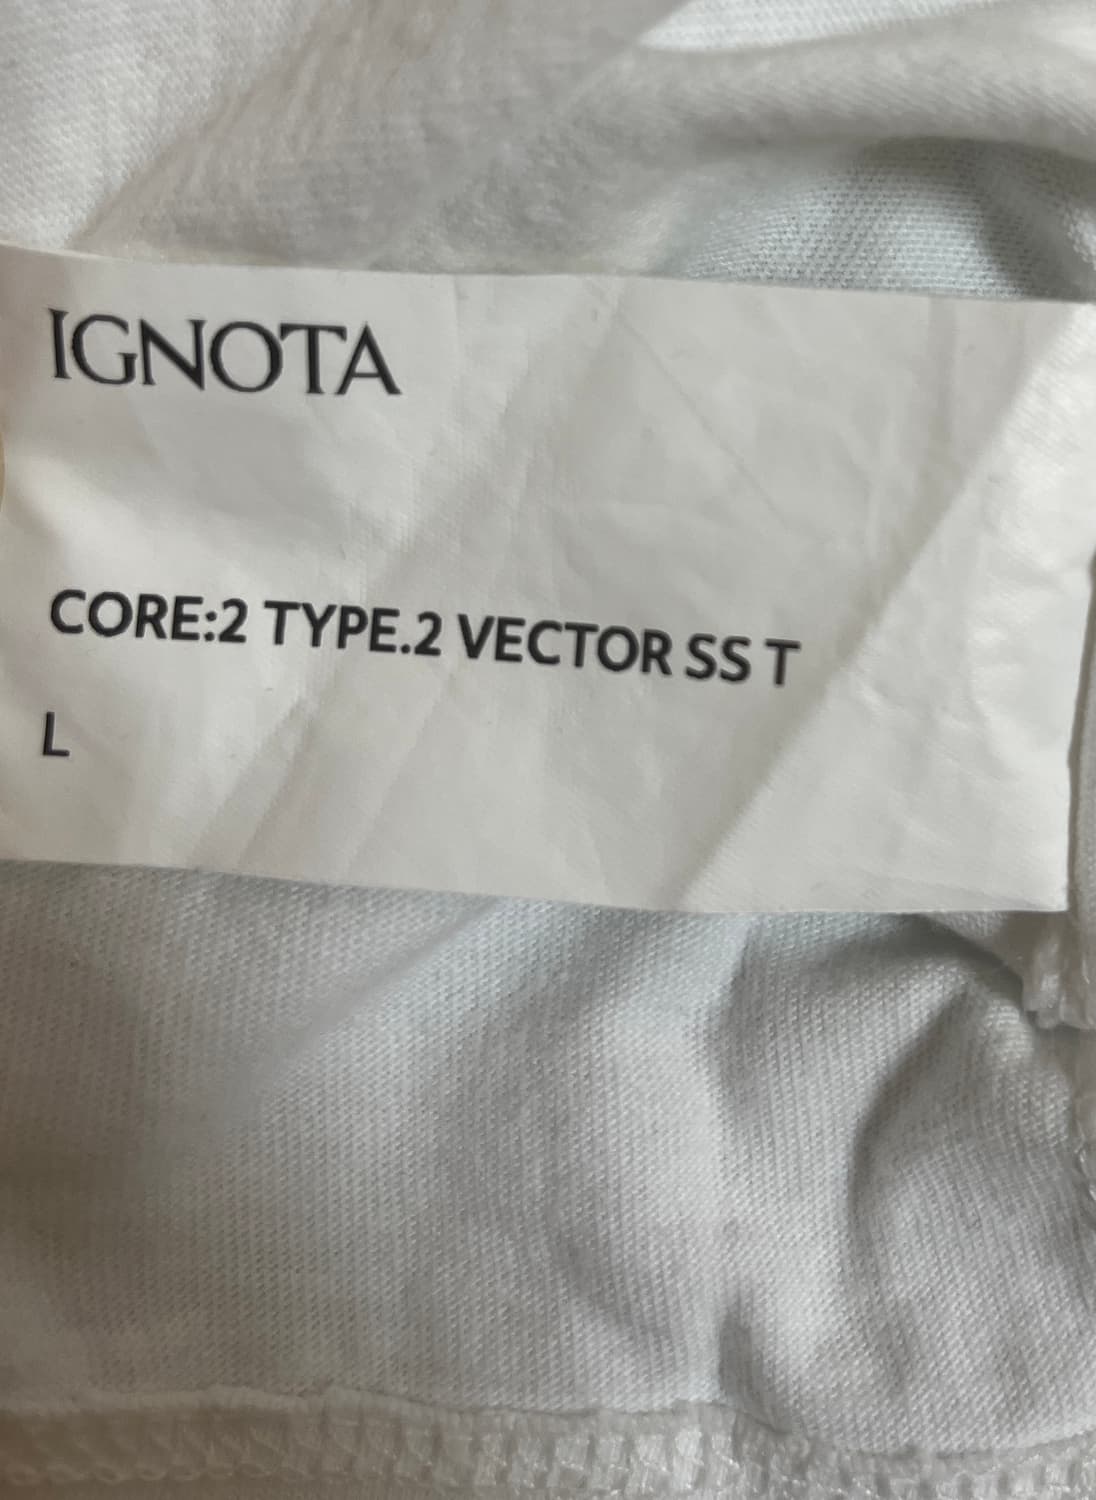 IGNOTA
CORE:2 TYPE.2 VECTOR SS T
L